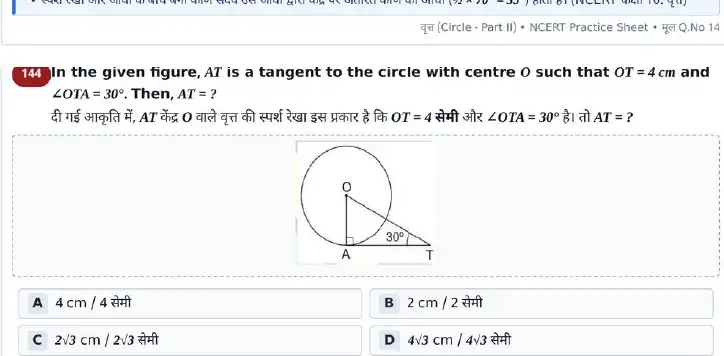 वृत्त (Circle - Part II) • NCERT Practice Sheet • मूल Q.No 14
144 In the given figure, AT is a tangent to the circle with centre O such that OT = 4 cm and
∠OTA = 30°. Then, AT = ?
दी गई आकृति में, AT केंद्र O वाले वृत्त की स्पर्श रेखा इस प्रकार है कि OT = 4 सेमी और ∠OTA = 30° है। तो AT = ?
O
30°
A T
A 4 cm / 4 सेमी
B 2 cm / 2 सेमी
C 2√3 cm / 2√3 सेमी
D 4√3 cm / 4√3 सेमी